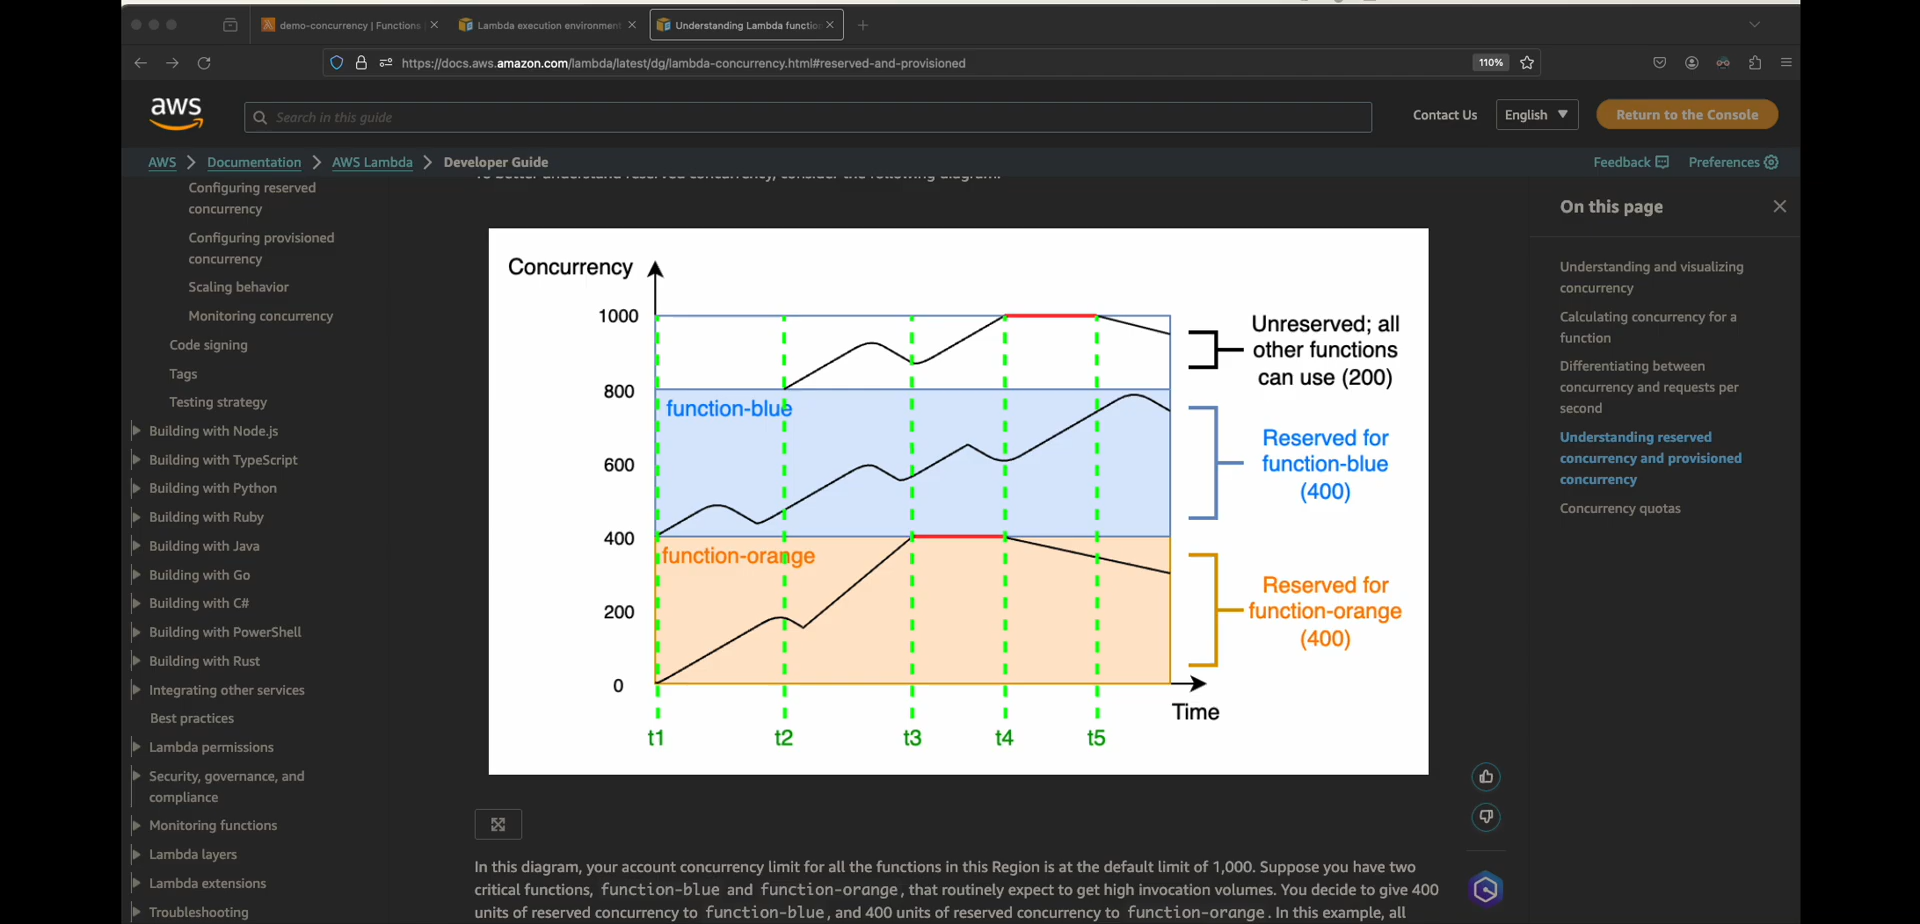 demo-concurrency | Functions
Lambda execution environment
Understanding Lambda functio
https://docs.aws.amazon.com/lambda/latest/dg/lambda-concurrency.html#reserved-and-provisioned
110%
aws
Search in this guide
Contact Us
English
Return to the Console
AWS
Documentation
AWS Lambda
Developer Guide
Feedback
Preferences
Configuring reserved
concurrency
Configuring provisioned
concurrency
Scaling behavior
Monitoring concurrency
Code signing
Tags
Testing strategy
Building with Node.js
Building with TypeScript
Building with Python
Building with Ruby
Building with Java
Building with Go
Building with C#
Building with PowerShell
Building with Rust
Integrating other services
Best practices
Lambda permissions
Security, governance, and
compliance
Monitoring functions
Lambda layers
Lambda extensions
Troubleshooting
To better understand reserved concurrency, consider the following diagram.
Concurrency
1000
800
600
400
200
0
function-blue
function-orange
t1
t2
t3
t4
t5
Time
Unreserved; all
other functions
can use (200)
Reserved for
function-blue
(400)
Reserved for
function-orange
(400)
In this diagram, your account concurrency limit for all the functions in this Region is at the default limit of 1,000. Suppose you have two
critical functions, function-blue and function-orange, that routinely expect to get high invocation volumes. You decide to give 400
units of reserved concurrency to function-blue, and 400 units of reserved concurrency to function-orange. In this example, all
On this page
Understanding and visualizing
concurrency
Calculating concurrency for a
function
Differentiating between
concurrency and requests per
second
Understanding reserved
concurrency and provisioned
concurrency
Concurrency quotas